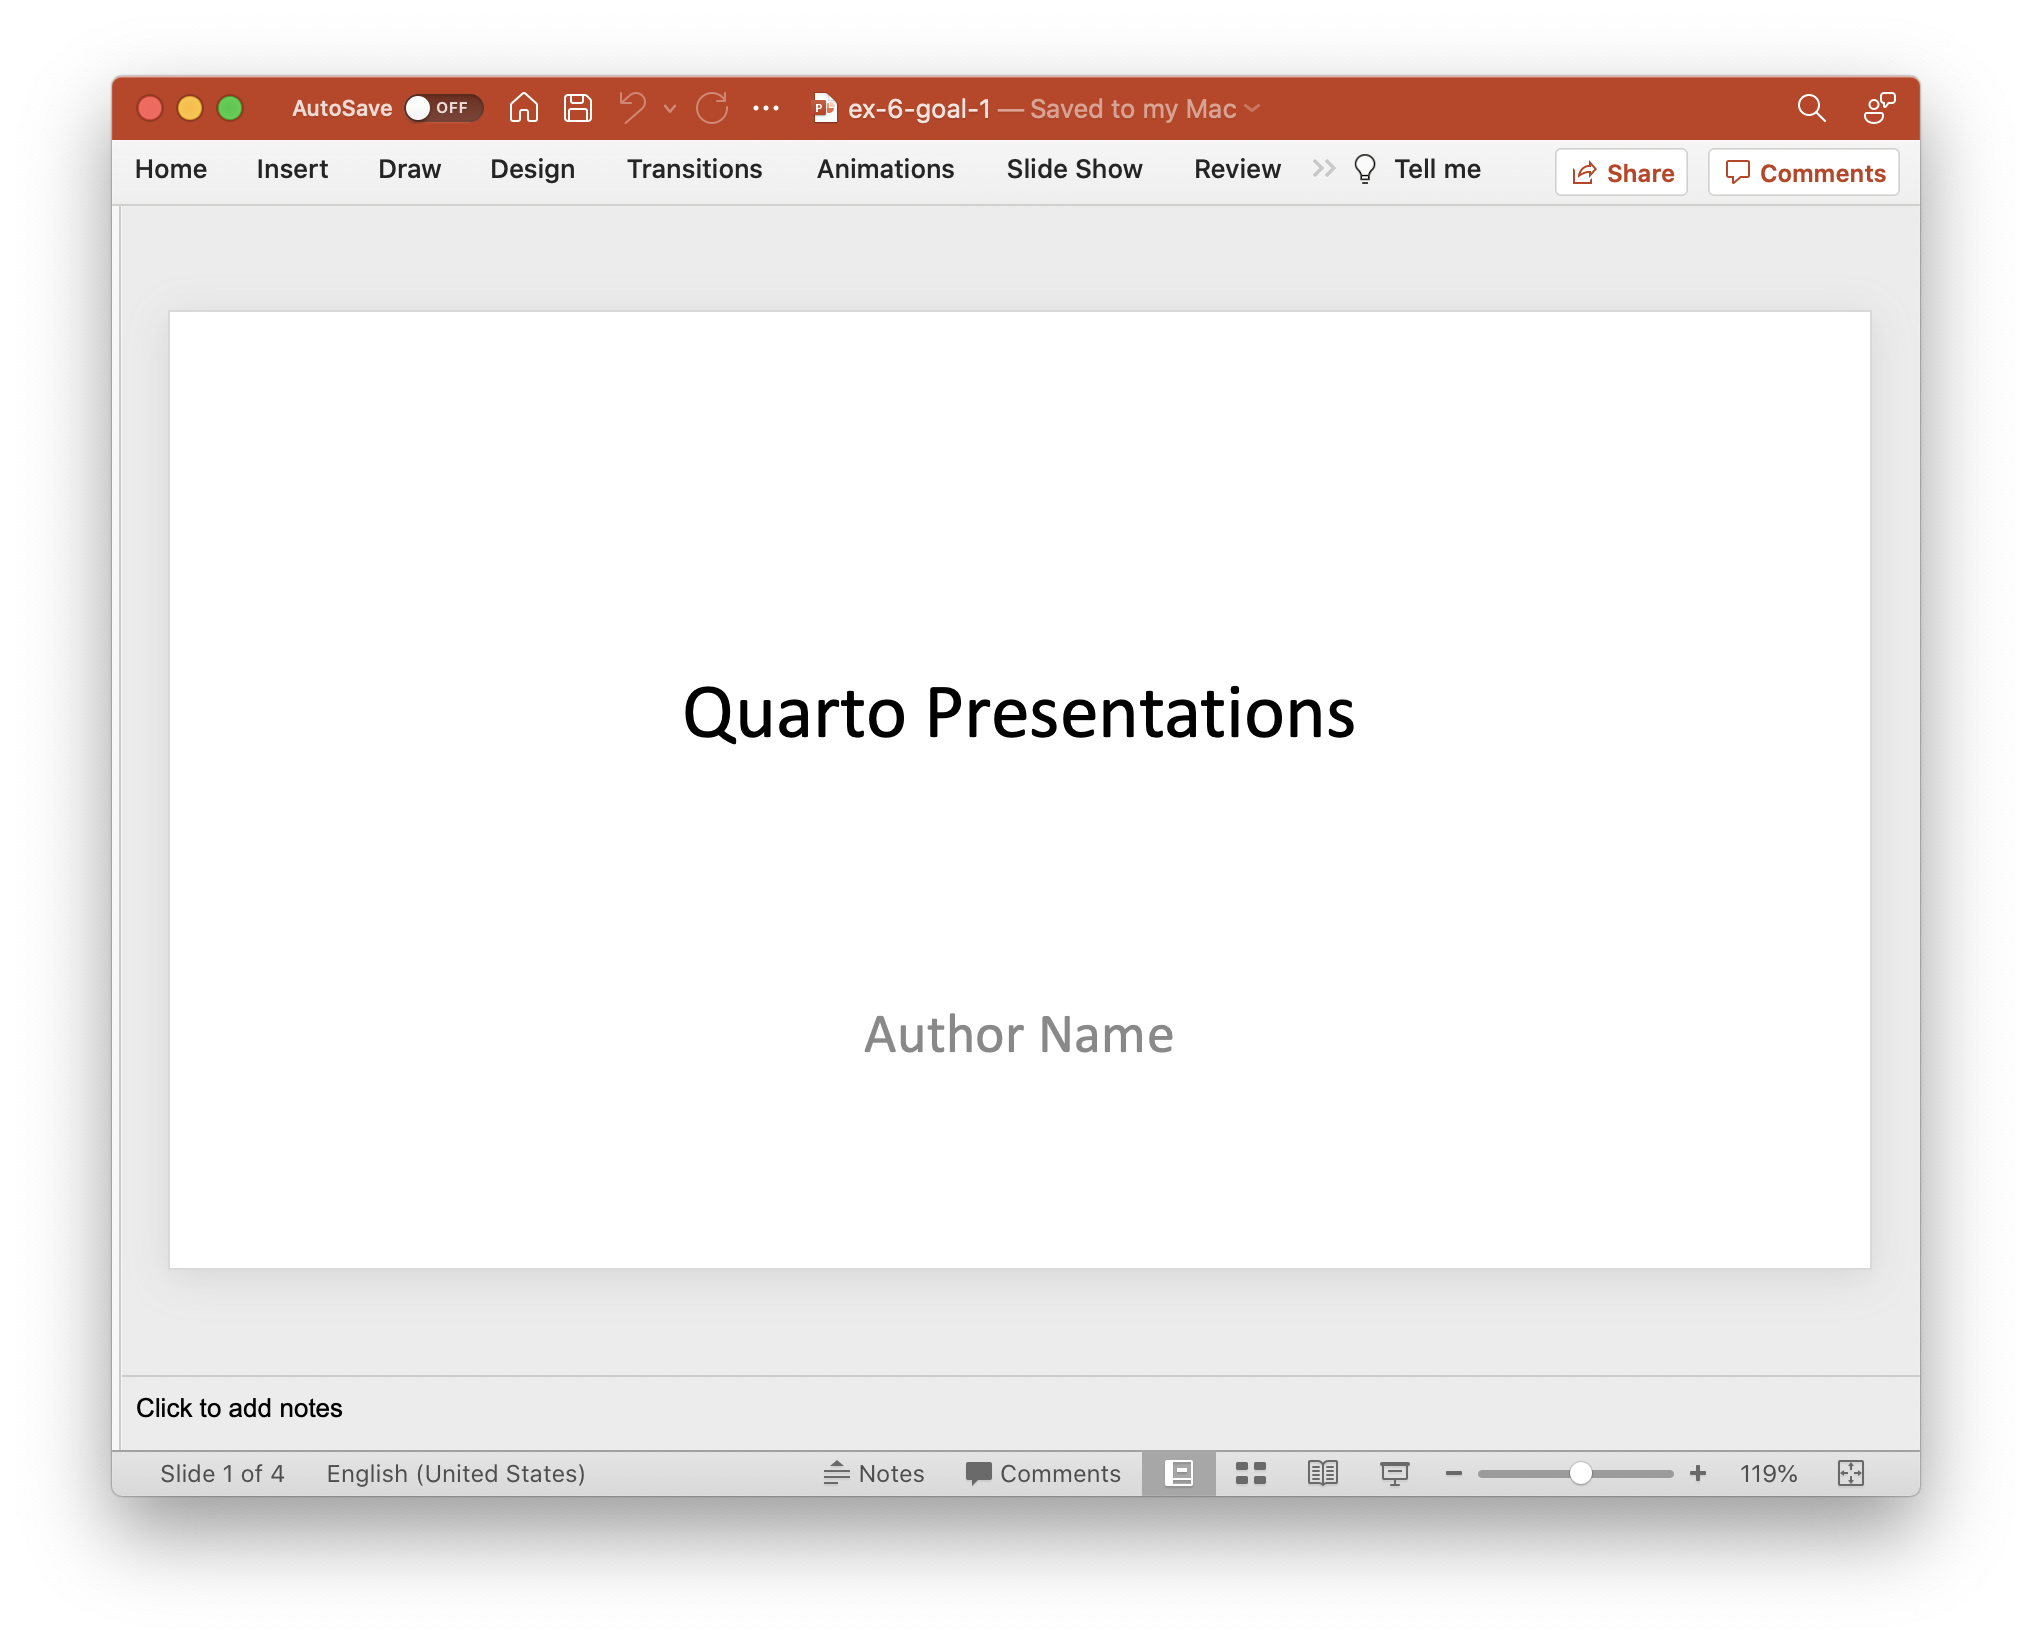 AutoSave OFF ex-6-goal-1 — Saved to my Mac
Home Insert Draw Design Transitions Animations Slide Show Review Tell me Share Comments
Quarto Presentations
Author Name
Click to add notes
Slide 1 of 4 English (United States) Notes Comments 119%